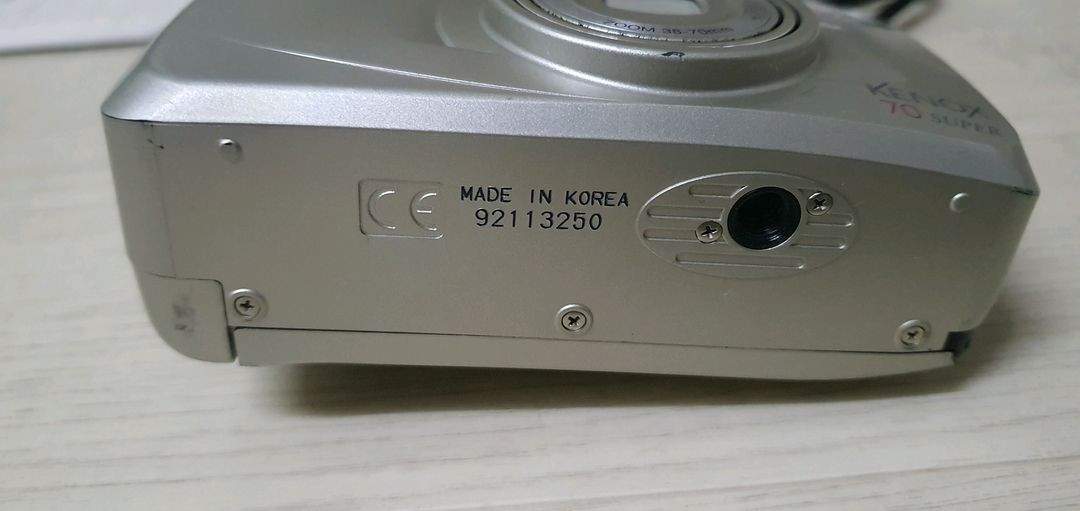 ZOOM 38-70mm
KENOX
70 SUPER
CE
MADE IN KOREA
92113250